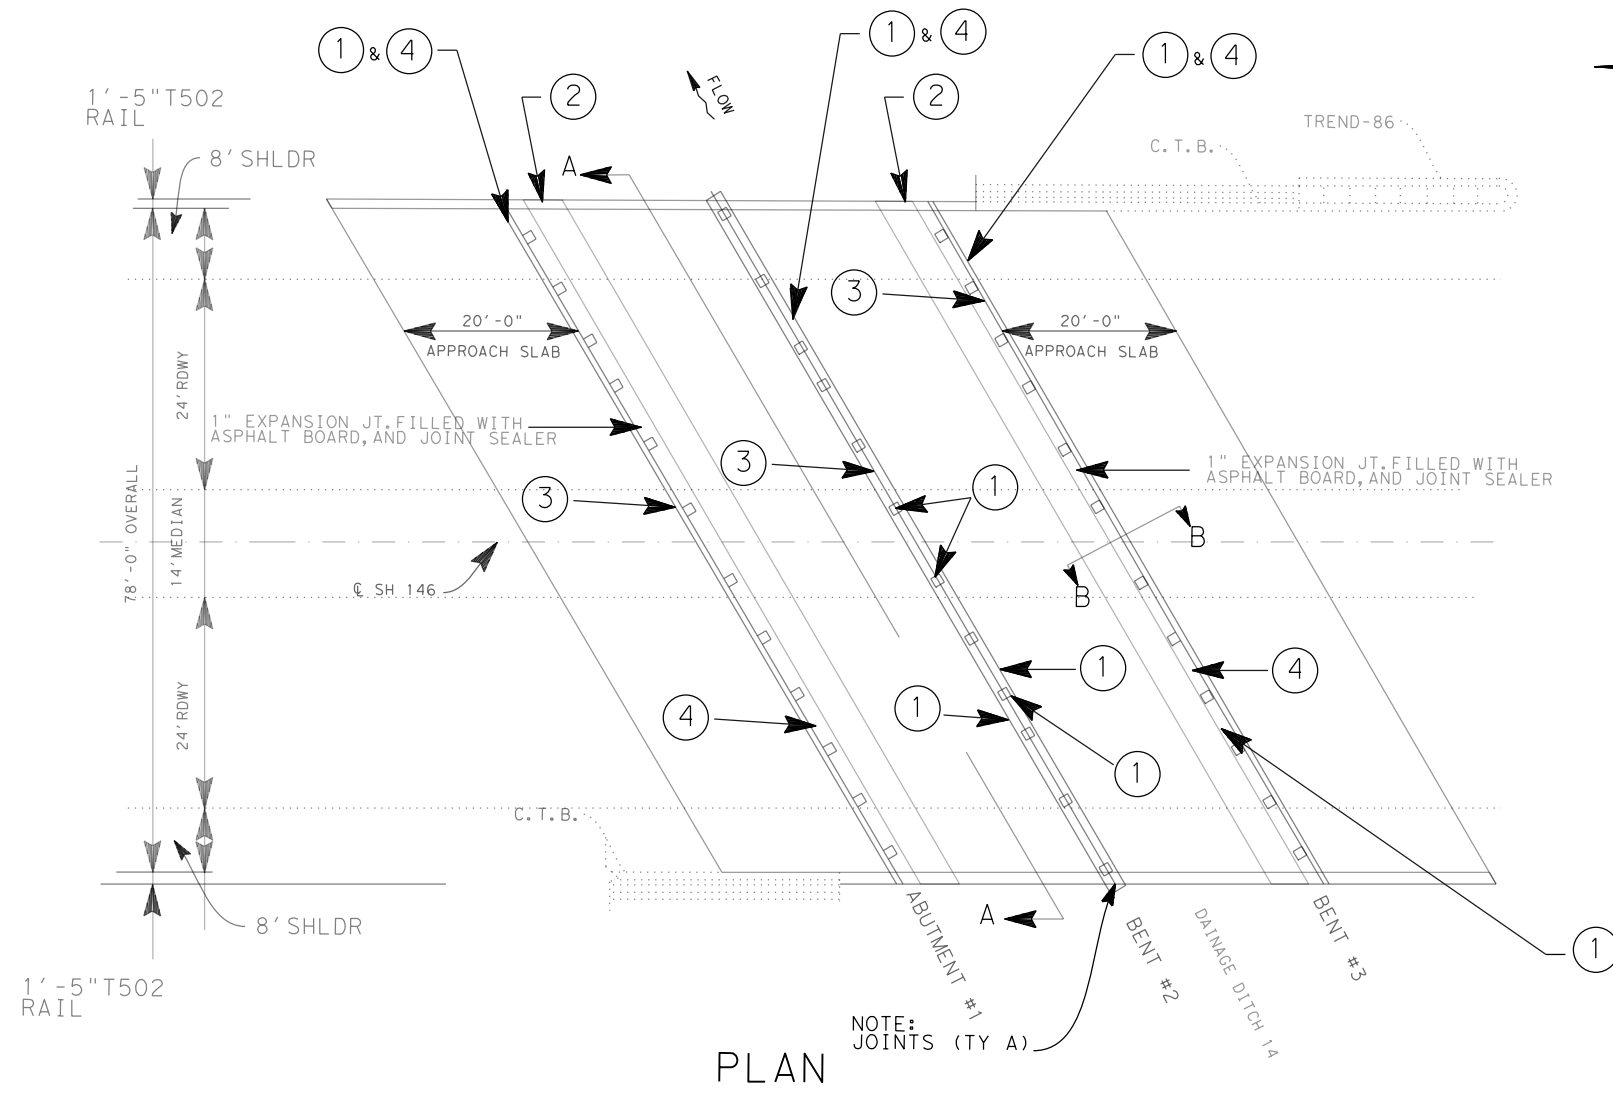 1 & 4
1 & 4
1 & 4
2
2
FLOW
TREND-86
C.T.B.
1'-5"T502
RAIL
8' SHLDR
A
3
20'-0"
APPROACH SLAB
20'-0"
APPROACH SLAB
24' RDWY
1" EXPANSION JT. FILLED WITH
ASPHALT BOARD, AND JOINT SEALER
3
3
1
1" EXPANSION JT. FILLED WITH
ASPHALT BOARD, AND JOINT SEALER
78'-0" OVERALL
14' MEDIAN
B
B
℄ SH 146
24' RDWY
4
1
1
4
1
C.T.B.
8' SHLDR
A
ABUTMENT #1
BENT #2
DAINAGE DITCH 14
BENT #3
1
1'-5"T502
RAIL
NOTE:
JOINTS (TY A)
PLAN